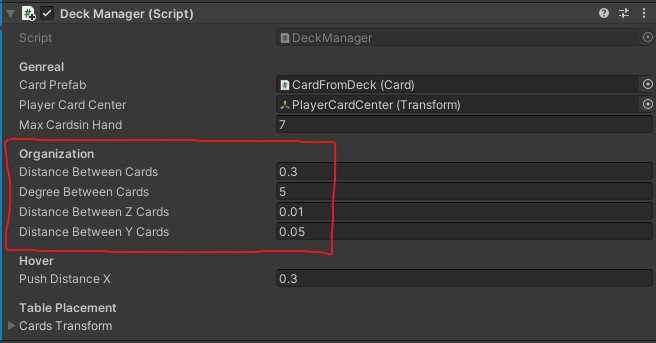 Deck Manager (Script)
Script DeckManager
Genreal
Card Prefab CardFromDeck (Card)
Player Card Center PlayerCardCenter (Transform)
Max Cardsin Hand 7
Organization
Distance Between Cards 0.3
Degree Between Cards 5
Distance Between Z Cards 0.01
Distance Between Y Cards 0.05
Hover
Push Distance X 0.3
Table Placement
Cards Transform